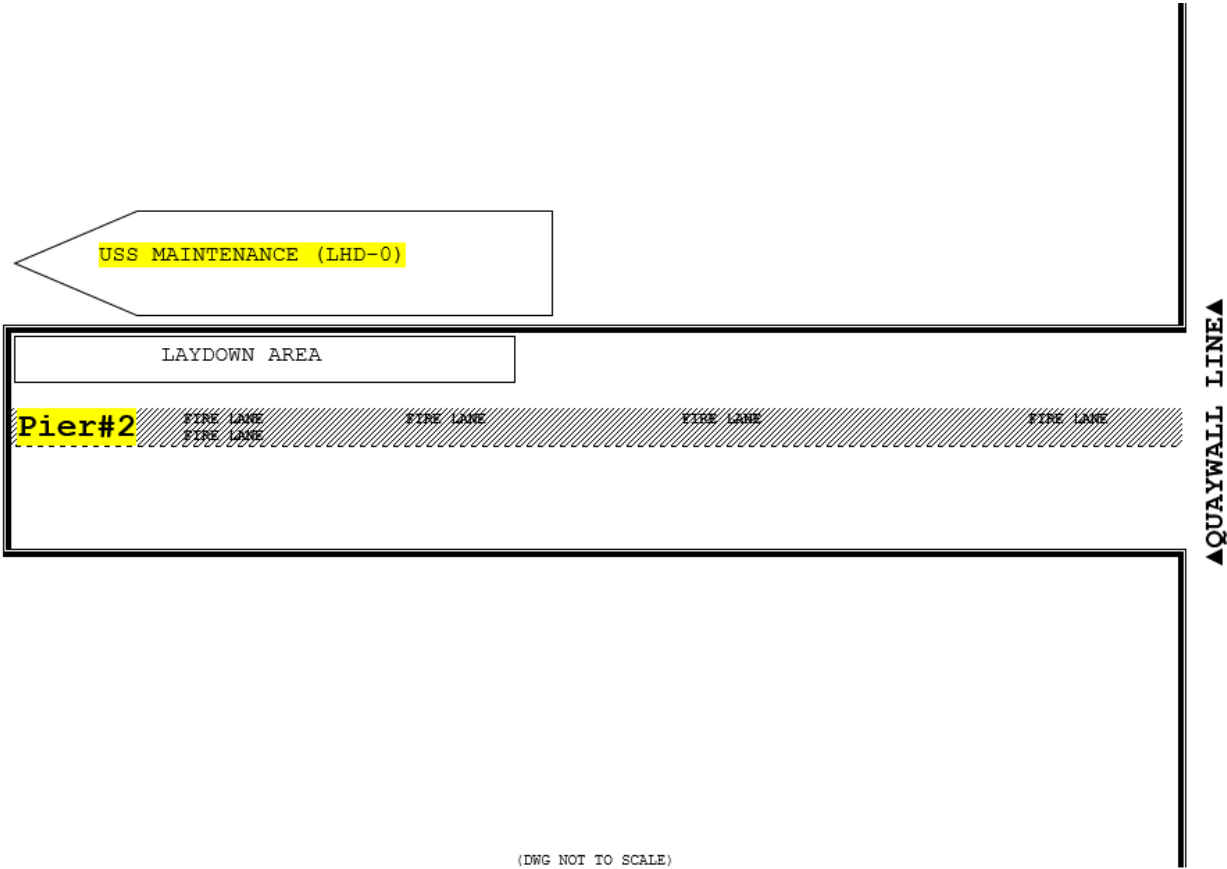 USS MAINTENANCE (LHD-0)
LAYDOWN AREA
Pier#2
FIRE LANE FIRE LANE FIRE LANE FIRE LANE
FIRE LANE
▲QUAYWALL LINE▲
(DWG NOT TO SCALE)